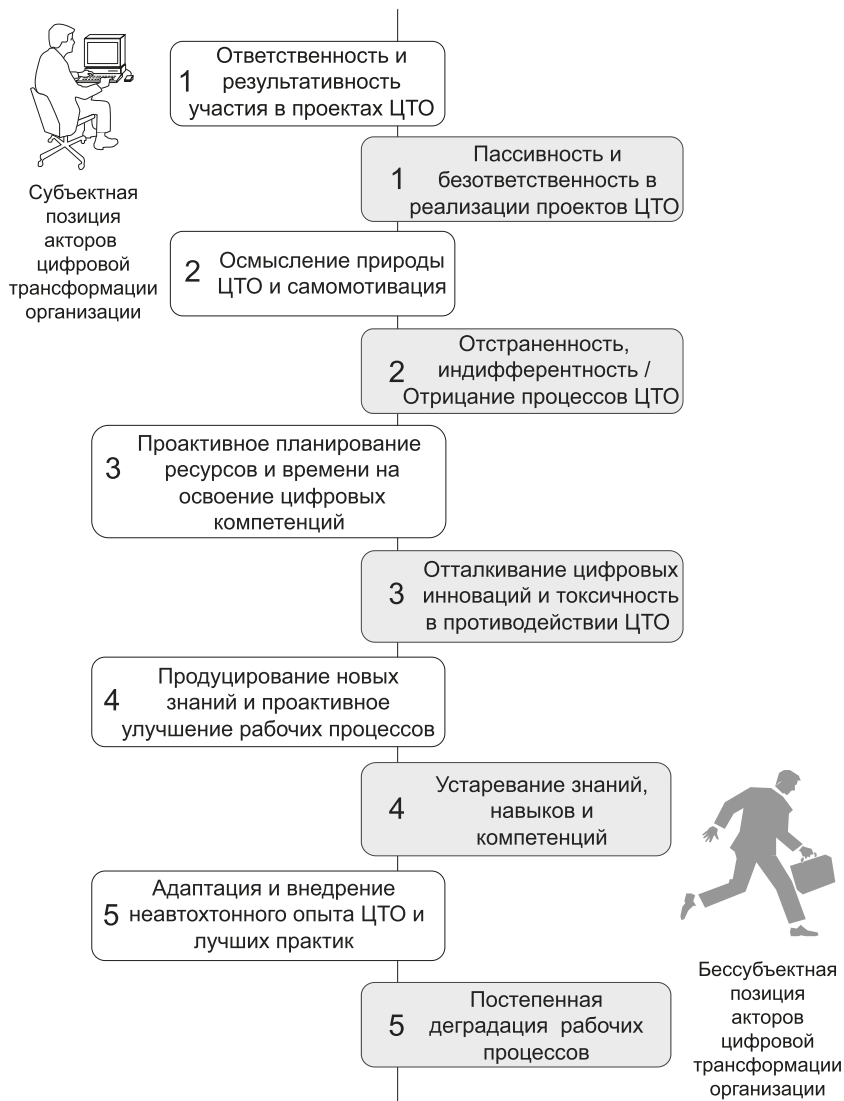 1
Ответственность и
результативность
участия в проектах ЦТО
1
Пассивность и
безответственность в
реализации проектов ЦТО
Субъектная
позиция
акторов
цифровой
трансформации
организации
2
Осмысление природы
ЦТО и самомотивация
2
Отстраненность,
индифферентность /
Отрицание процессов ЦТО
3
Проактивное планирование
ресурсов и времени на
освоение цифровых
компетенций
3
Отталкивание цифровых
инноваций и токсичность
в противодействии ЦТО
4
Продуцирование новых
знаний и проактивное
улучшение рабочих процессов
4
Устаревание знаний,
навыков и
компетенций
5
Адаптация и внедрение
неавтохтонного опыта ЦТО и
лучших практик
5
Постепенная
деградация рабочих
процессов
Бессубъектная
позиция
акторов
цифровой
трансформации
организации